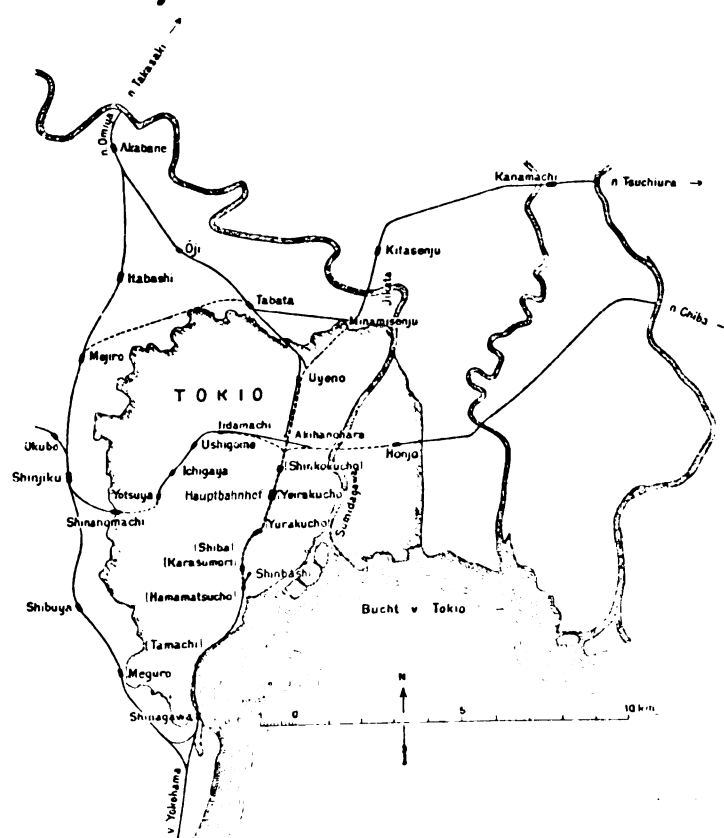 n Takasaki
n Omiya
Akabane
Kanamachi
n Tsuchiura
Ōji
Kitasenju
Itabashi
Jikata
Tabata
n Chiba
Minamisenju
Mejiro
Uyeno
TOKIO
Iidamachi
Akihanohara
Okubo
Ushigome
Honjo
(Shinkokucho)
Shinjiku
Ichigaya
Yotsuya
Hauptbahnhof
Yeirakucho
Sumidagawa
Shinanomachi
Yurakucho
(Shiba)
(Karasumori)
Shinbashi
(Hamamatsucho)
Shibuya
Bucht v Tokio
(Tamachi)
Meguro
N
Shinagawa
1 0 5 10 km
v Yokohama